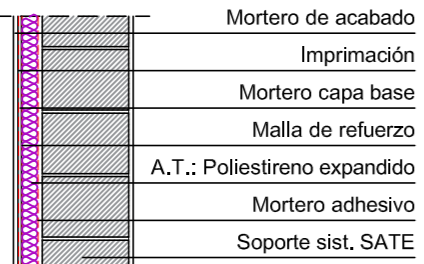 Mortero de acabado
Imprimación
Mortero capa base
Malla de refuerzo
A.T.: Poliestireno expandido
Mortero adhesivo
Soporte sist. SATE